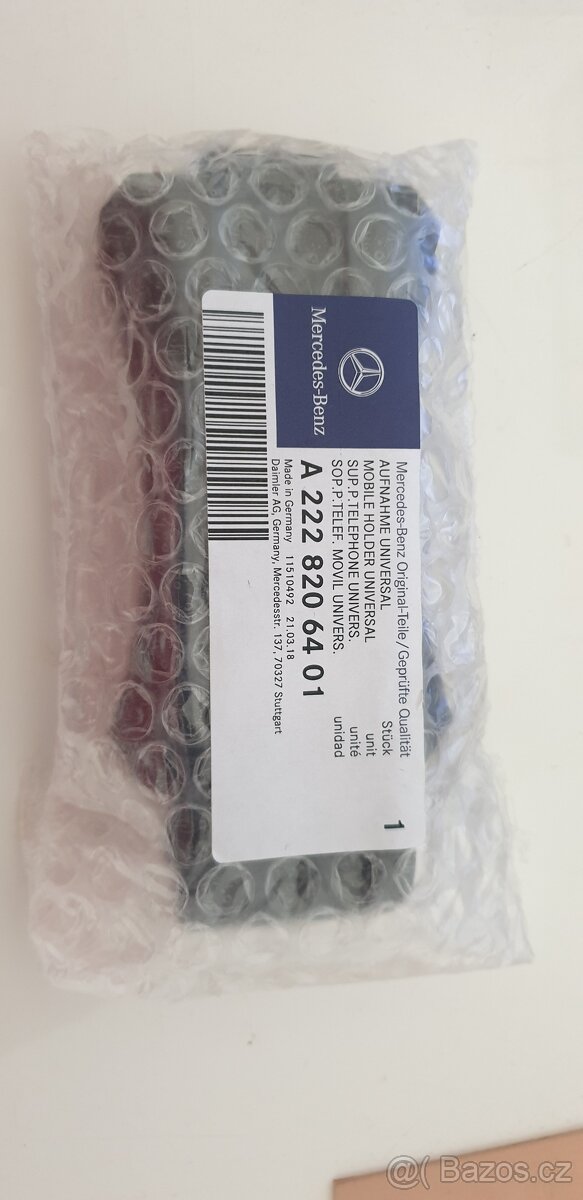 Mercedes-Benz
Mercedes-Benz Original-Teile/Geprüfte Qualität
AUFNAHME UNIVERSAL Stück 1
MOBILE HOLDER UNIVERSAL unit
SUP.P.TELEPHONE UNIVERS. unité
SOP.P.TELEF. MOVIL UNIVERS. unidad
A 222 820 64 01
Made in Germany 11510492 21.03.18
Daimler AG, Germany, Mercedesstr. 137, 70327 Stuttgart
@( Bazos.cz